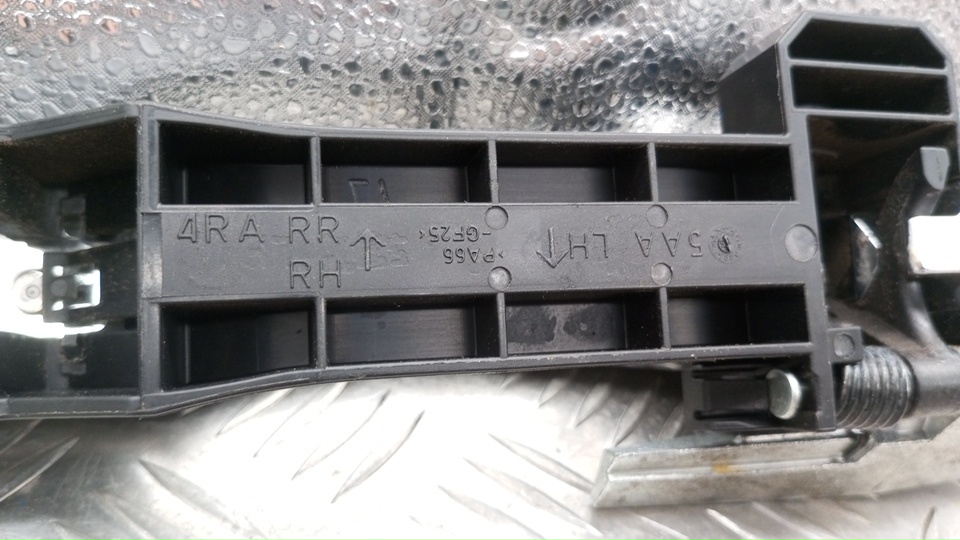 4RA RR
RH
>PA66
-GF25<
5AA LH